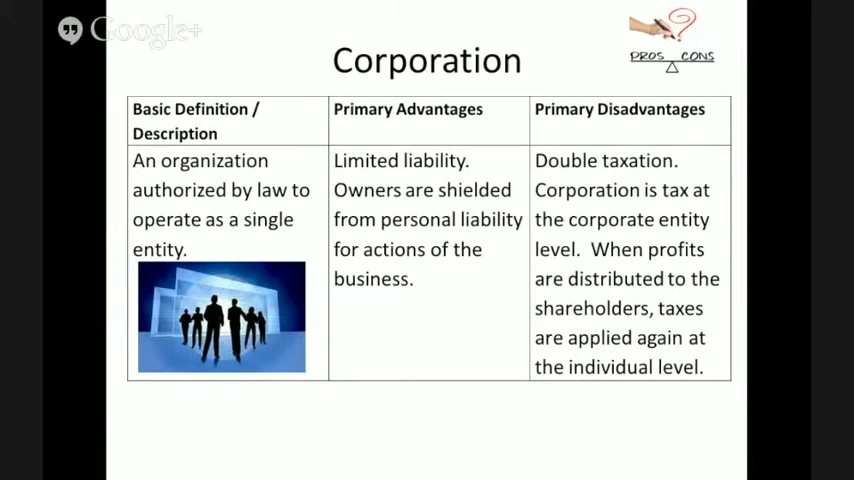 Google+
Corporation
PROS CONS
Basic Definition /
Description
Primary Advantages
Primary Disadvantages
An organization
authorized by law to
operate as a single
entity.
Limited liability.
Owners are shielded
from personal liability
for actions of the
business.
Double taxation.
Corporation is tax at
the corporate entity
level.  When profits
are distributed to the
shareholders, taxes
are applied again at
the individual level.